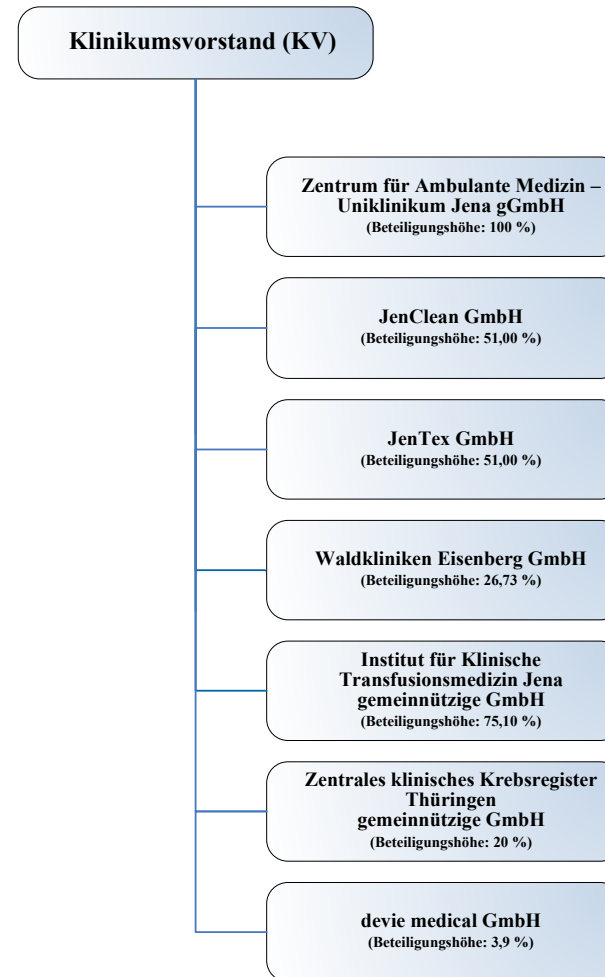 Klinikumsvorstand (KV)
Zentrum für Ambulante Medizin –
Uniklinikum Jena gGmbH
(Beteiligungshöhe: 100 %)
JenClean GmbH
(Beteiligungshöhe: 51,00 %)
JenTex GmbH
(Beteiligungshöhe: 51,00 %)
Waldkliniken Eisenberg GmbH
(Beteiligungshöhe: 26,73 %)
Institut für Klinische
Transfusionsmedizin Jena
gemeinnützige GmbH
(Beteiligungshöhe: 75,10 %)
Zentrales klinisches Krebsregister
Thüringen
gemeinnützige GmbH
(Beteiligungshöhe: 20 %)
devie medical GmbH
(Beteiligungshöhe: 3,9 %)